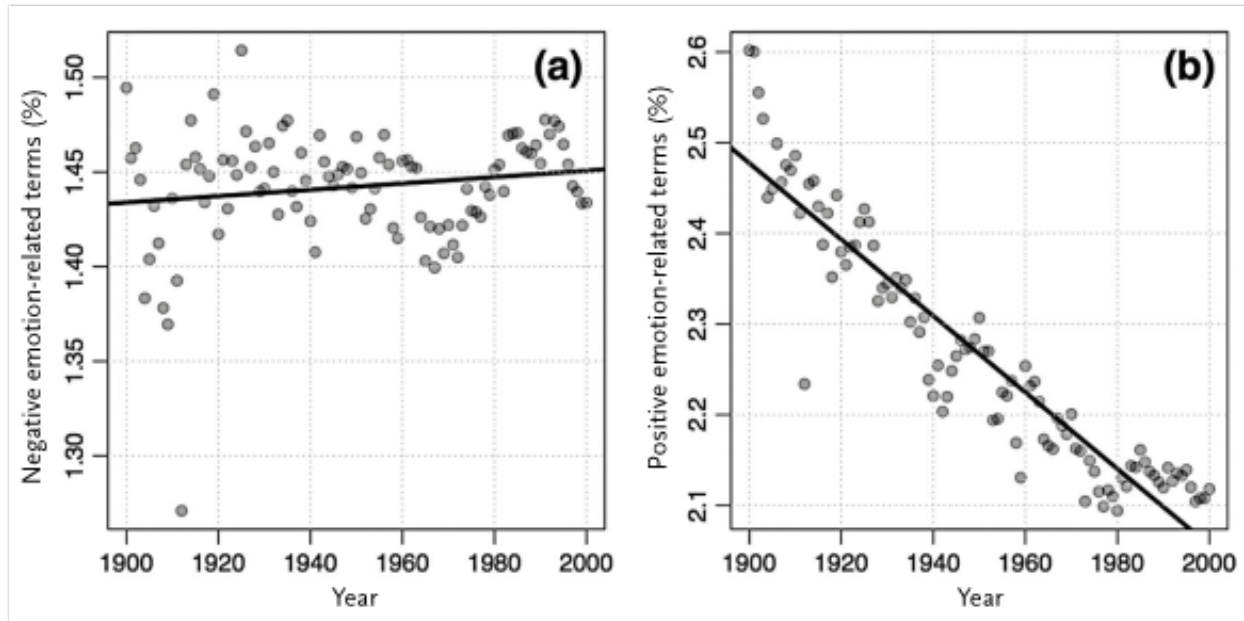 (a)
Negative emotion-related terms (%)
1.50
1.45
1.40
1.35
1.30
1900 1920 1940 1960 1980 2000
Year
(b)
Positive emotion-related terms (%)
2.6
2.5
2.4
2.3
2.2
2.1
1900 1920 1940 1960 1980 2000
Year